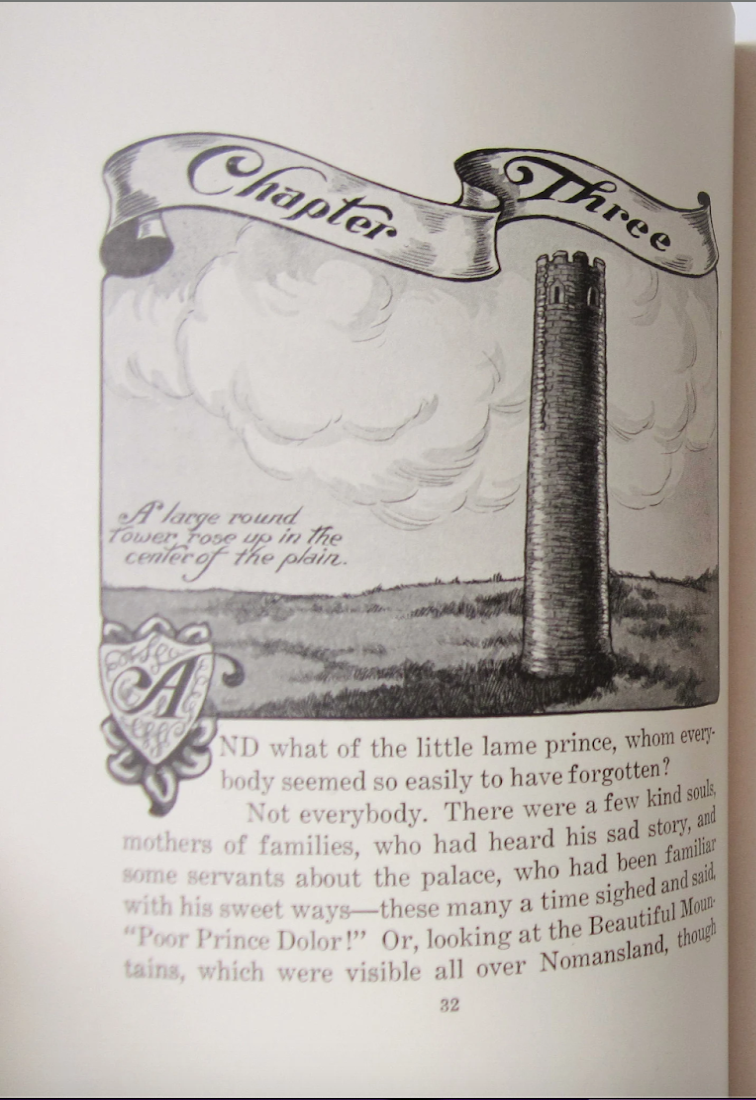 Chapter Three
A large round
Tower rose up in the
center of the plain.
AND what of the little lame prince, whom every-
body seemed so easily to have forgotten?
Not everybody. There were a few kind souls,
mothers of families, who had heard his sad story, and
some servants about the palace, who had been familiar
with his sweet ways—these many a time sighed and said,
“Poor Prince Dolor!” Or, looking at the Beautiful Moun-
tains, which were visible all over Nomansland, though
32